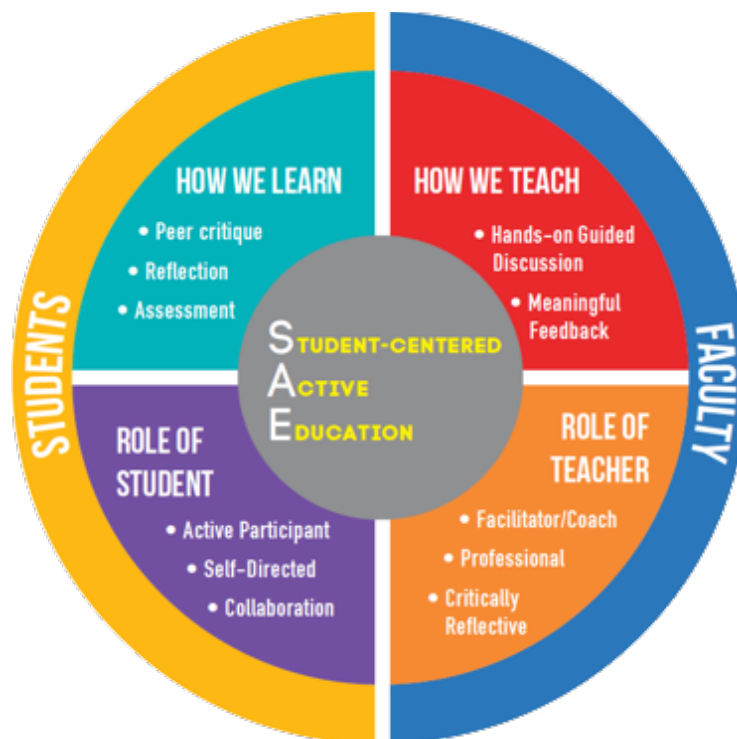 STUDENTS
HOW WE LEARN
• Peer critique
• Reflection
• Assessment
HOW WE TEACH
• Hands-on Guided
Discussion
• Meaningful
Feedback
FACULTY
STUDENT-CENTERED
ACTIVE
EDUCATION
ROLE OF
STUDENT
• Active Participant
• Self-Directed
• Collaboration
ROLE OF
TEACHER
• Facilitator/Coach
• Professional
• Critically
Reflective